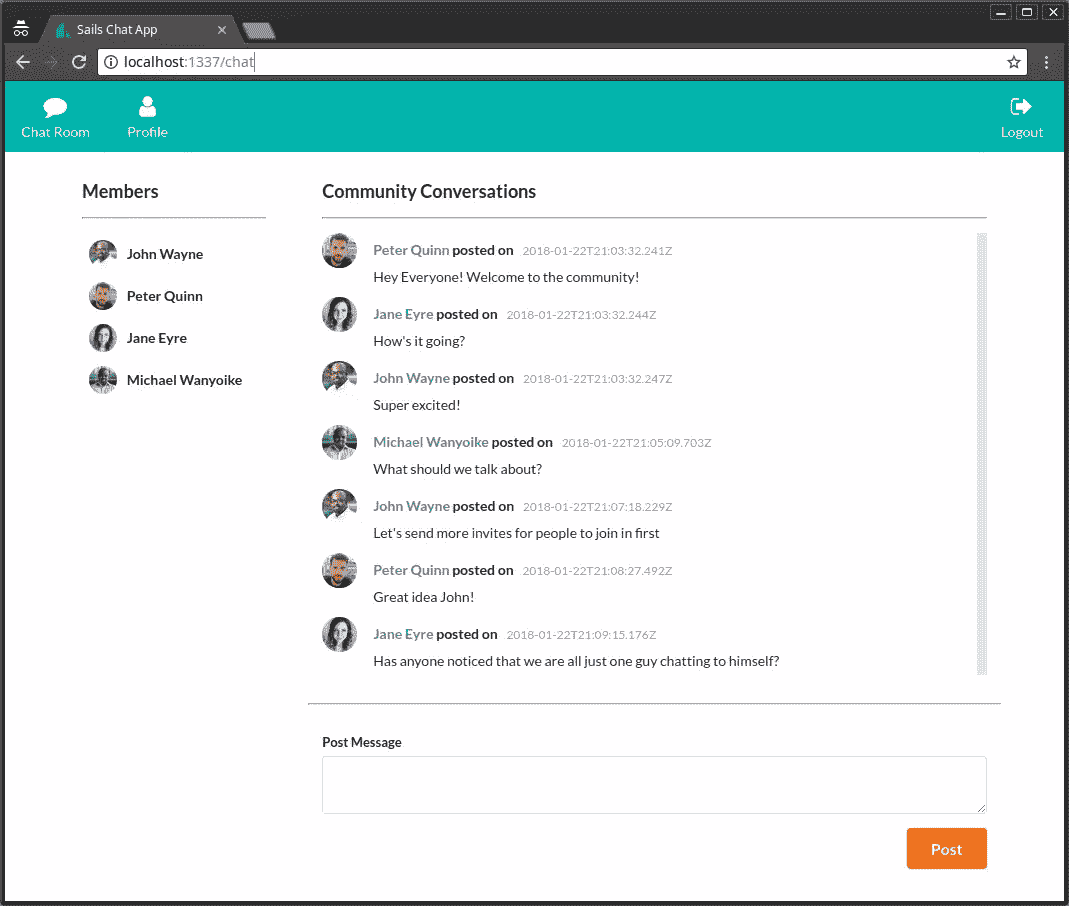 Sails Chat App
localhost:1337/chat
Chat Room
Profile
Logout
Members
John Wayne
Peter Quinn
Jane Eyre
Michael Wanyoike
Community Conversations
Peter Quinn posted on 2018-01-22T21:03:32.241Z
Hey Everyone! Welcome to the community!
Jane Eyre posted on 2018-01-22T21:03:32.244Z
How's it going?
John Wayne posted on 2018-01-22T21:03:32.247Z
Super excited!
Michael Wanyoike posted on 2018-01-22T21:05:09.703Z
What should we talk about?
John Wayne posted on 2018-01-22T21:07:18.229Z
Let's send more invites for people to join in first
Peter Quinn posted on 2018-01-22T21:08:27.492Z
Great idea John!
Jane Eyre posted on 2018-01-22T21:09:15.176Z
Has anyone noticed that we are all just one guy chatting to himself?
Post Message
Post